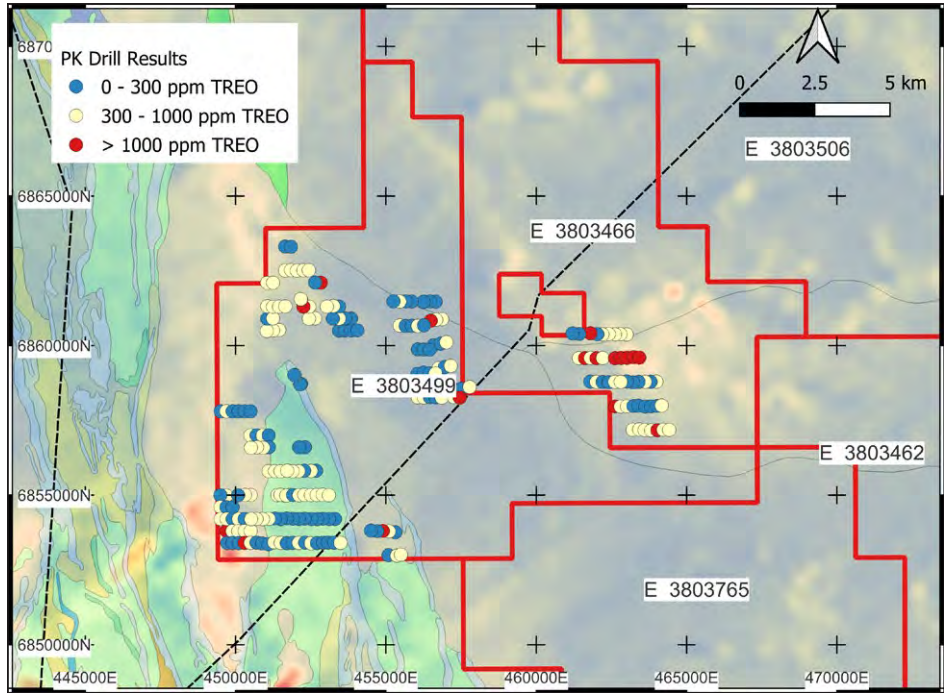 6870
PK Drill Results
0 - 300 ppm TREO
300 - 1000 ppm TREO
> 1000 ppm TREO
0 2.5 5 km
E 3803506
6865000N
E 3803466
6860000N
E 3803499
E 3803462
6855000N
E 3803765
6850000N
445000E 450000E 455000E 460000E 465000E 470000E